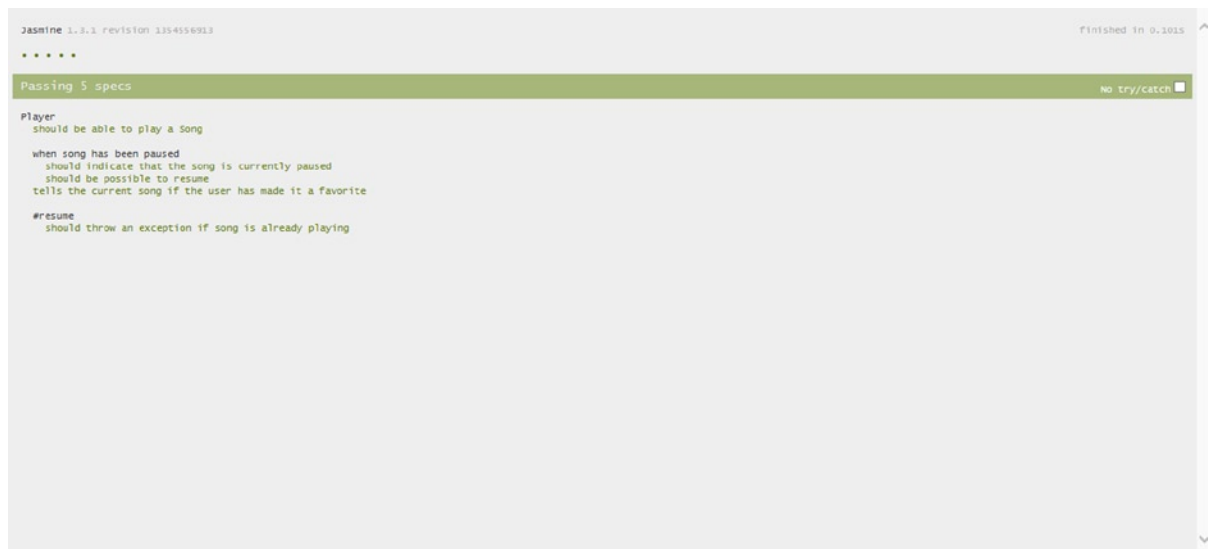 Jasmine 1.3.1 revision 1354556913
finished in 0.101s
Passing 5 specs
No try/catch
Player
should be able to play a Song
when song has been paused
should indicate that the song is currently paused
should be possible to resume
tells the current song if the user has made it a favorite
#resume
should throw an exception if song is already playing